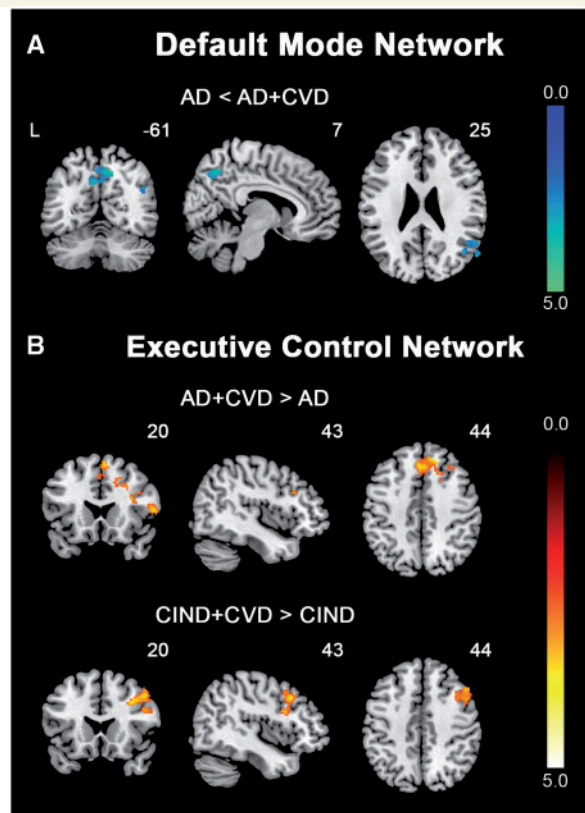 A Default Mode Network
AD < AD+CVD
L -61 7 25
0.0
5.0
B Executive Control Network
AD+CVD > AD
20 43 44
0.0
CIND+CVD > CIND
20 43 44
5.0